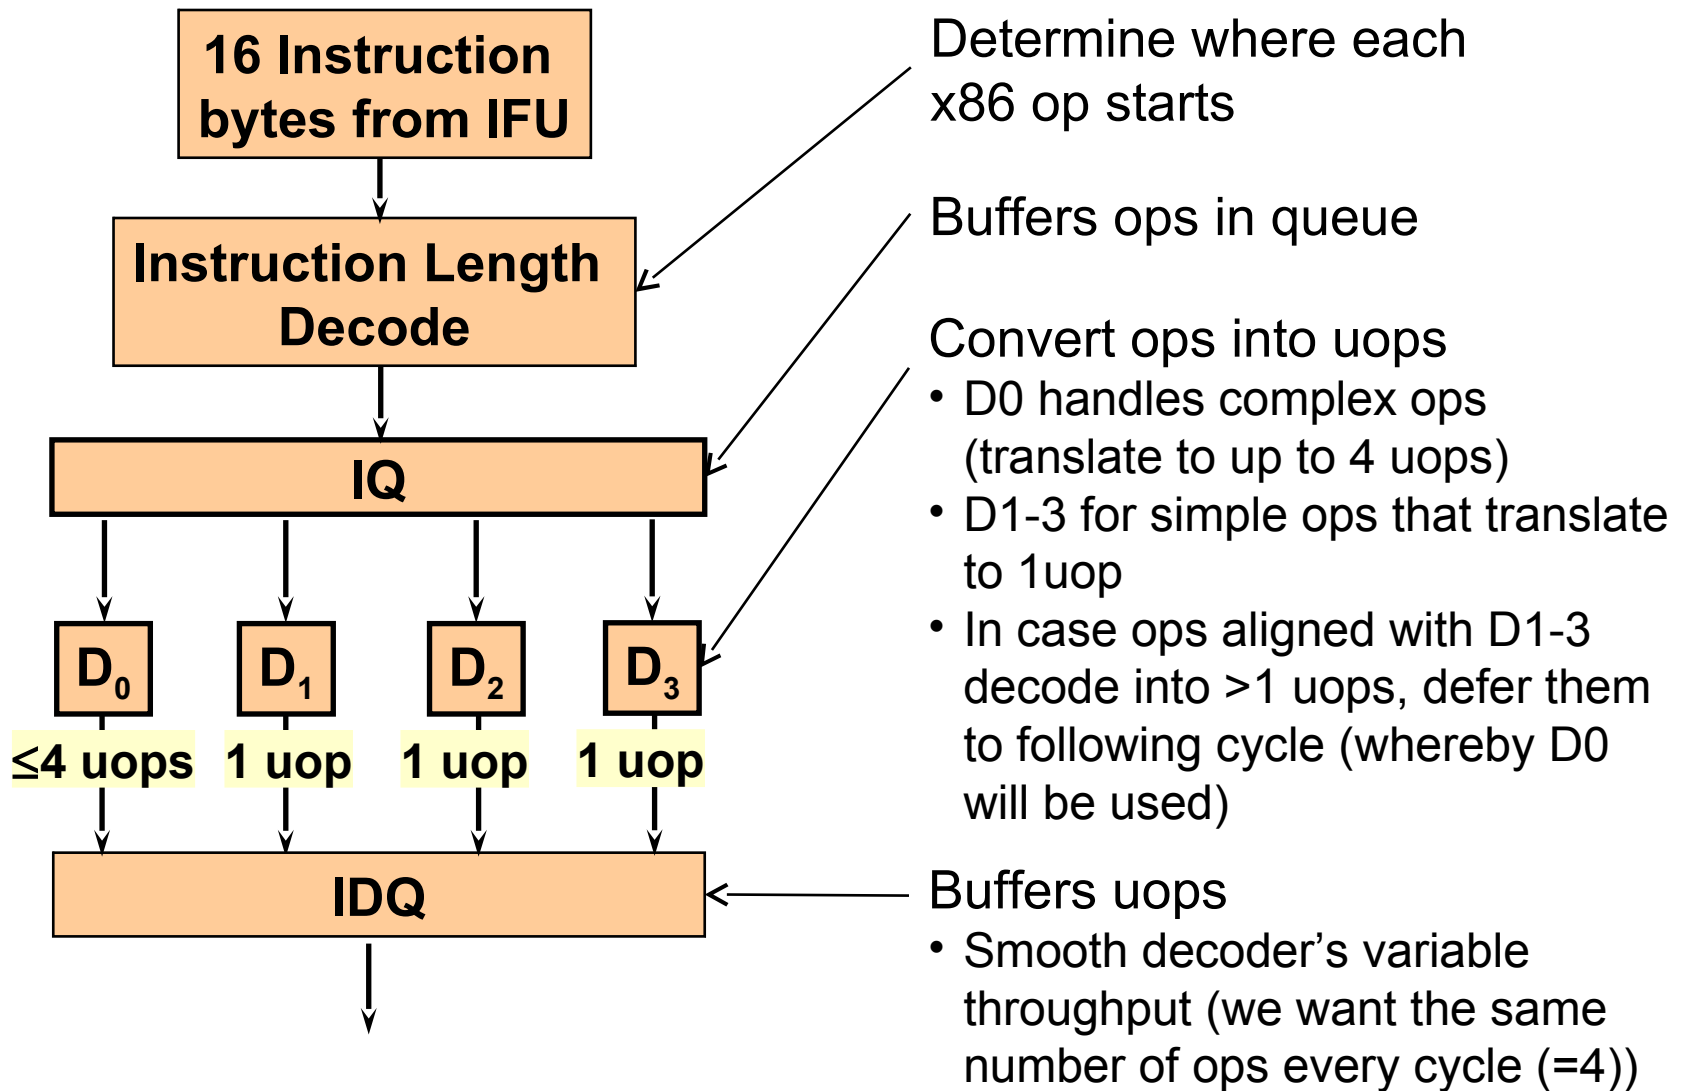 16 Instruction
bytes from IFU
Instruction Length
Decode
IQ
D0
D1
D2
D3
≤4 uops
1 uop
1 uop
1 uop
IDQ
Determine where each
x86 op starts
Buffers ops in queue
Convert ops into uops
• D0 handles complex ops
(translate to up to 4 uops)
• D1-3 for simple ops that translate
to 1uop
• In case ops aligned with D1-3
decode into >1 uops, defer them
to following cycle (whereby D0
will be used)
Buffers uops
• Smooth decoder’s variable
throughput (we want the same
number of ops every cycle (=4))